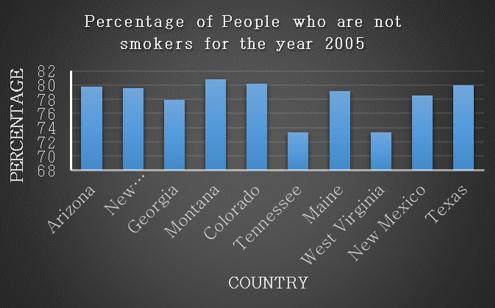 Percentage of People who are not
smokers for the year 2005
PERCENTAGE
82
80
78
76
74
72
70
68
Arizona
New...
Georgia
Montana
Colorado
Tennessee
Maine
West Virginia
New Mexico
Texas
COUNTRY